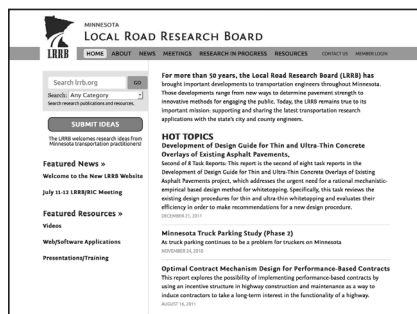 MINNESOTA
LOCAL ROAD RESEARCH BOARD
LRRB
HOME ABOUT NEWS MEETINGS RESEARCH IN PROGRESS RESOURCES CONTACT US MEMBER LOGIN
Search lrrb.org GO
Search: Any Category
Search research publications and resources.
SUBMIT IDEAS
The LRRB welcomes research ideas from
Minnesota transportation practitioners!
Featured News »
Welcome to the New LRRB Website
July 11-12 LRRB/RIC Meeting
Featured Resources »
Videos
Web/Software Applications
Presentations/Training
For more than 50 years, the Local Road Research Board (LRRB) has
brought important developments to transportation engineers throughout Minnesota.
Those developments range from new ways to determine pavement strength to
innovative methods for engaging the public. Today, the LRRB remains true to its
important mission: supporting and sharing the latest transportation research
applications with the state's city and county engineers.
HOT TOPICS
Development of Design Guide for Thin and Ultra-Thin Concrete
Overlays of Existing Asphalt Pavements,
Second of 8 Task Reports: This report is the second of eight task reports in the
Development of Design Guide for Thin and Ultra-Thin Concrete Overlays of Existing
Asphalt Pavements project, which addresses the urgent need for a rational mechanistic-
empirical based design method for whitetopping. Specifically, this task reviews the
existing design procedures for thin and ultra-thin whitetopping and evaluates their
efficiency in order to make recommendations for a new design procedure.
DECEMBER 21, 2011
Minnesota Truck Parking Study (Phase 2)
As truck parking continues to be a problem for truckers on Minnesota
NOVEMBER 24, 2010
Optimal Contract Mechanism Design for Performance-Based Contracts
This report explores the possibility of implementing performance-based contracts by
using an incentive structure in highway construction and maintenance as a way to
induce contractors to take a long-term interest in the functionality of a highway.
AUGUST 16, 2011